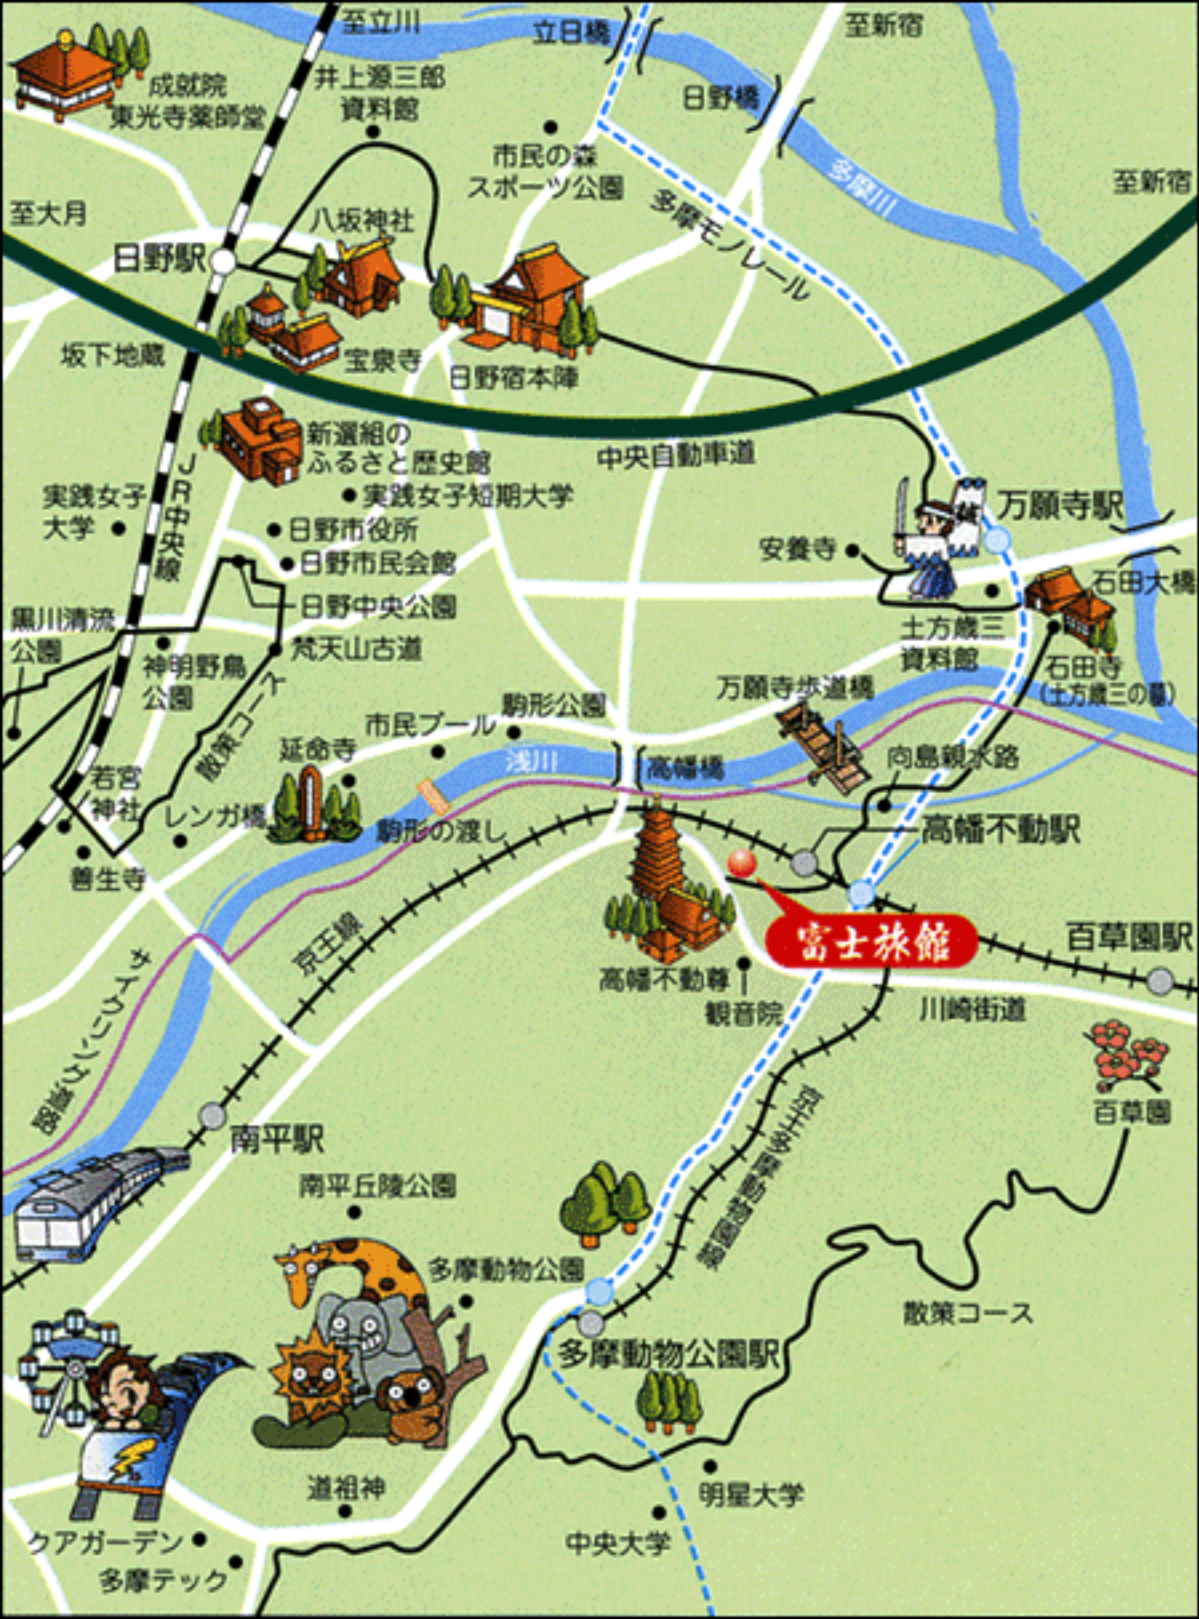 至立川
立日橋
至新宿
成就院
東光寺薬師堂
井上源三郎
資料館
日野橋
市民の森
スポーツ公園
多摩川
至新宿
至大月
八坂神社
多摩モノレール
日野駅
坂下地蔵
宝泉寺
日野宿本陣
新選組の
ふるさと歴史館
中央自動車道
JR中央線
実践女子
大学
実践女子短期大学
万願寺駅
日野市役所
安養寺
日野市民会館
石田大橋
日野中央公園
黒川清流
公園
土方歳三
資料館
梵天山古道
神明野鳥
公園
石田寺
(土方歳三の墓)
散策コース
万願寺歩道橋
駒形公園
市民プール
延命寺
浅川
高幡橋
向島親水路
若宮
神社
レンガ橋
駒形の渡し
高幡不動駅
善生寺
京王線
富士旅館
百草園駅
サイクリング道路
高幡不動尊
観音院
川崎街道
百草園
南平駅
京王多摩動物園線
南平丘陵公園
多摩動物公園
散策コース
多摩動物公園駅
道祖神
明星大学
クアガーデン
中央大学
多摩テック